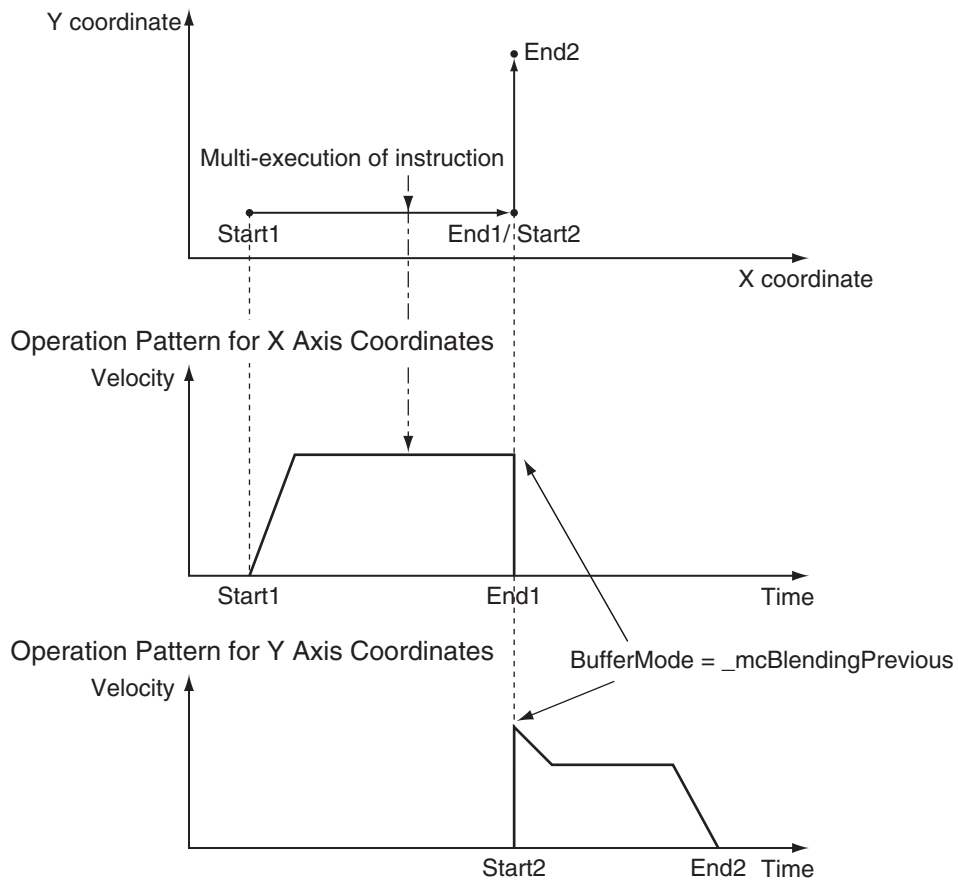 Y coordinate
End2
Multi-execution of instruction
Start1
End1/ Start2
X coordinate
Operation Pattern for X Axis Coordinates
Velocity
Start1
End1
Time
Operation Pattern for Y Axis Coordinates
BufferMode = _mcBlendingPrevious
Velocity
Start2
End2
Time